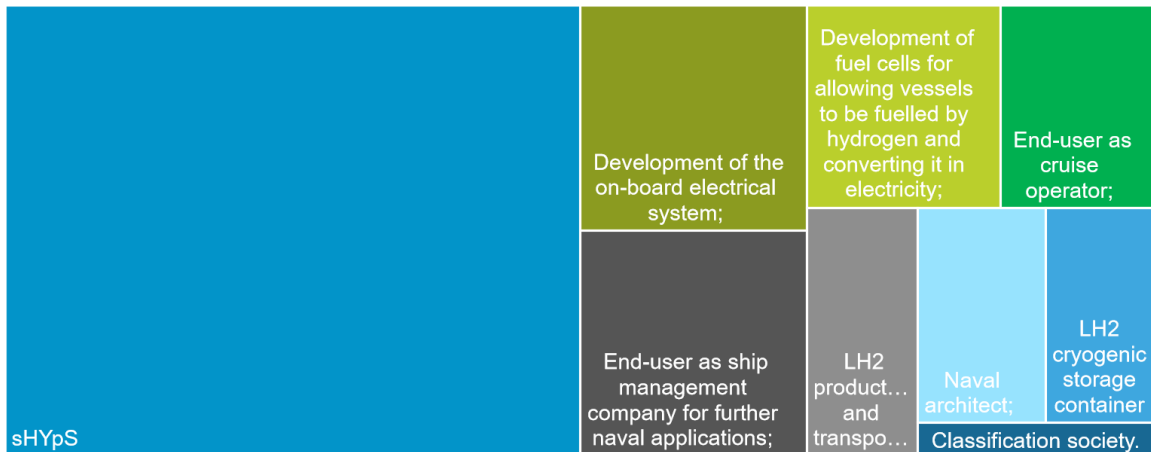 sHYpS
Development of the
on-board electrical
system;
End-user as ship
management
company for further
naval applications;
Development of
fuel cells for
allowing vessels
to be fuelled by
hydrogen and
converting it in
electricity;
End-user as
cruise
operator;
LH2
product…
and
transpo…
Naval
architect;
LH2
cryogenic
storage
container
Classification society.